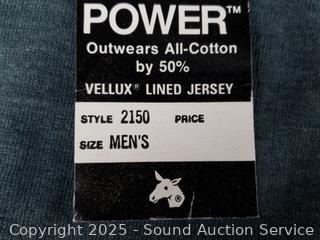 POWER™
Outwears All-Cotton
by 50%
VELLUX® LINED JERSEY
STYLE 2150 PRICE
SIZE MEN'S
®
Copyright 2025 - Sound Auction Service